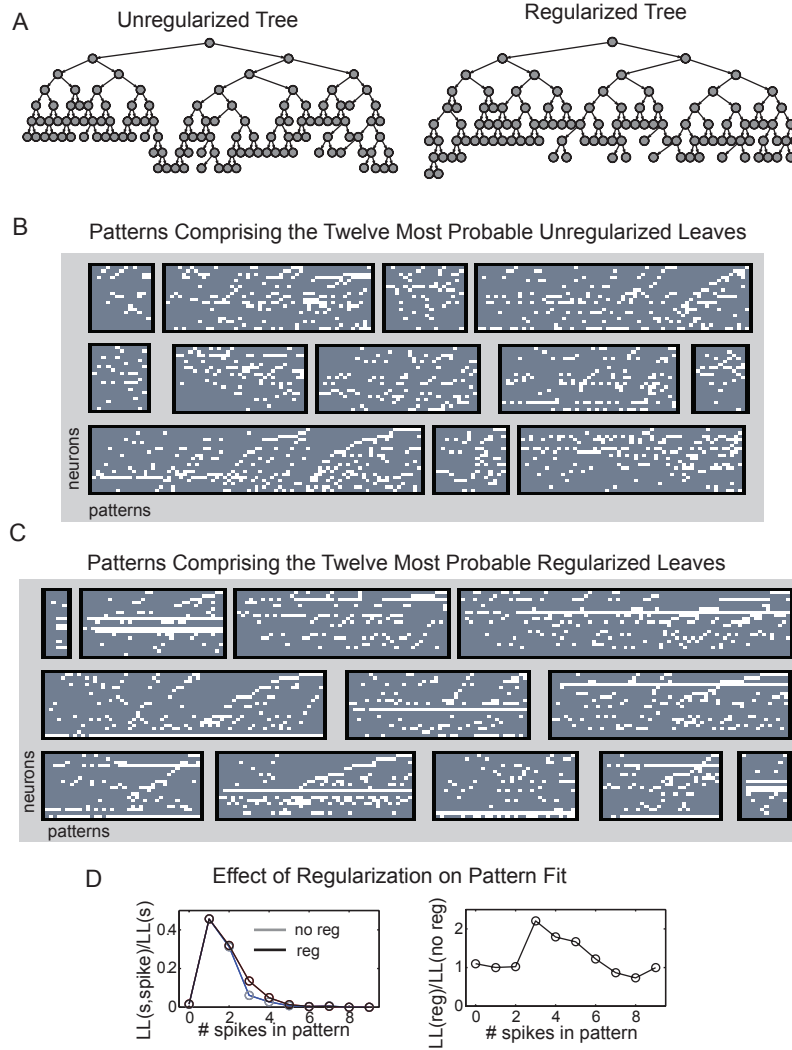 A
Unregularized Tree
Regularized Tree
B
Patterns Comprising the Twelve Most Probable Unregularized Leaves
neurons
patterns
C
Patterns Comprising the Twelve Most Probable Regularized Leaves
neurons
patterns
D
Effect of Regularization on Pattern Fit
LL(s,spike)/LL(s)
0.4
0.2
0
no reg
reg
0 2 4 6 8
# spikes in pattern
LL(reg)/LL(no reg)
2
1
0
0 2 4 6 8
# spikes in pattern